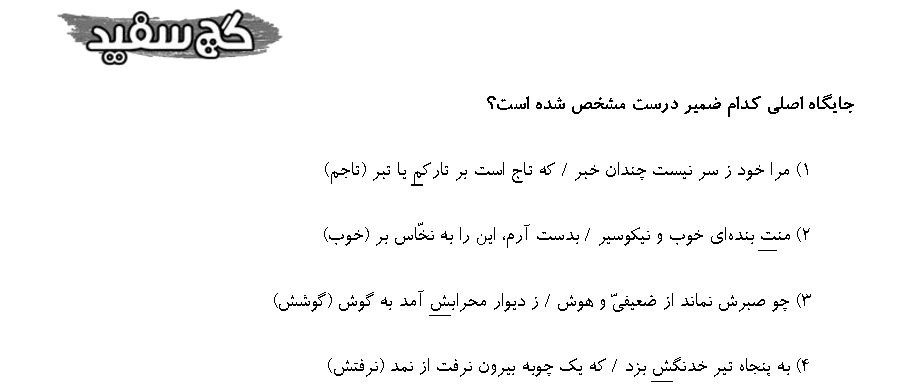 گچ سفید
جایگاه اصلی کدام ضمیر درست مشخص شده است؟
۱) مرا خود ز سر نیست چندان خبر / که تاج است بر تارکم یا تبر (تاجم)
۲) منت بنده‌ای خوب و نیکوسیر / بدست آرم، این را به نخّاس بر (خوب)
۳) چو صبرش نماند از ضعیفیّ و هوش / ز دیوار محرابش آمد به گوش (گوشش)
۴) به پنجاه تیر خدنگش بزد / که یک چوبه بیرون نرفت از نمد (نرفتش)